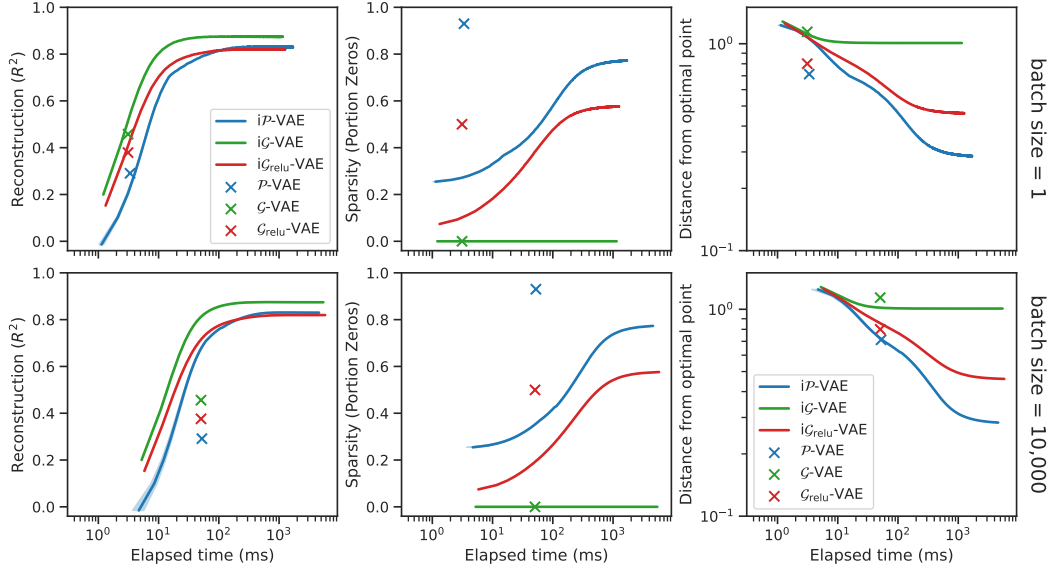 Reconstruction (R²)
1.0
0.8
0.6
0.4
0.2
0.0
iP-VAE
iG-VAE
iG_relu-VAE
P-VAE
G-VAE
G_relu-VAE
Sparsity (Portion Zeros)
1.0
0.8
0.6
0.4
0.2
0.0
Distance from optimal point
10⁰
10⁻¹
batch size = 1
Reconstruction (R²)
1.0
0.8
0.6
0.4
0.2
0.0
10⁰ 10¹ 10² 10³
Elapsed time (ms)
Sparsity (Portion Zeros)
1.0
0.8
0.6
0.4
0.2
0.0
10⁰ 10¹ 10² 10³
Elapsed time (ms)
Distance from optimal point
10⁰
10⁻¹
iP-VAE
iG-VAE
iG_relu-VAE
P-VAE
G-VAE
G_relu-VAE
10⁰ 10¹ 10² 10³
Elapsed time (ms)
batch size = 10,000